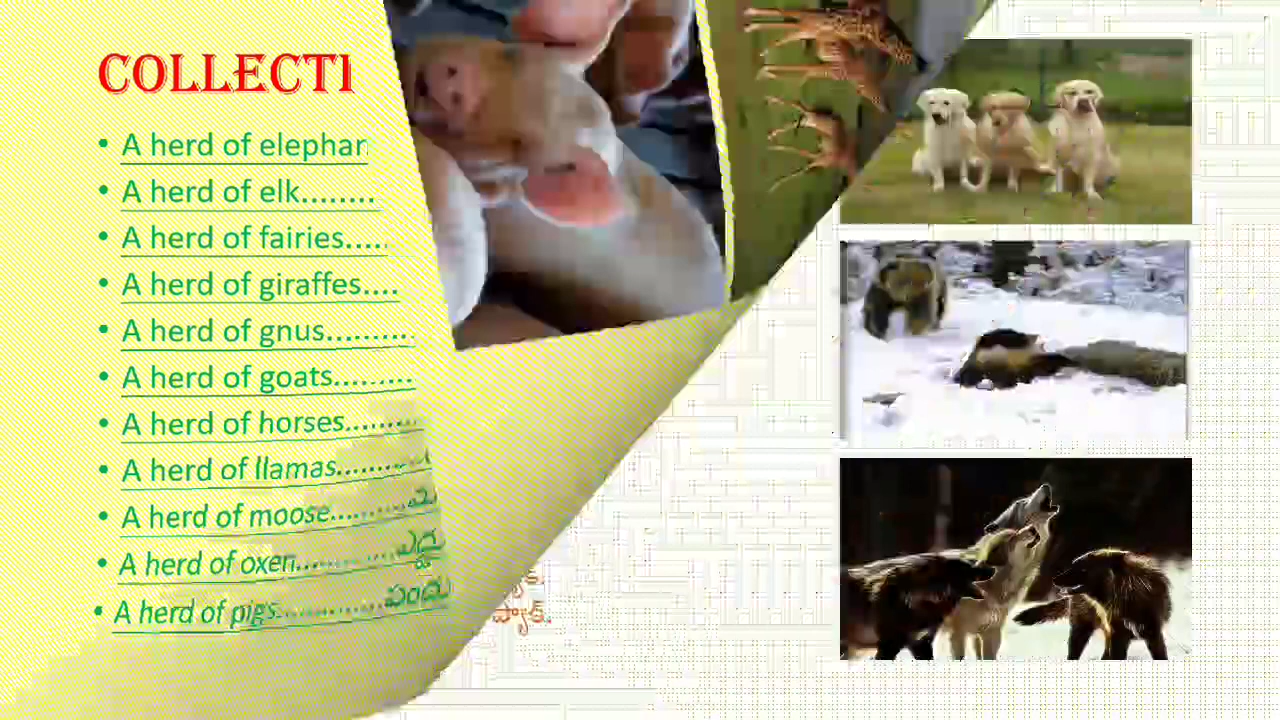 COLLECTI
• A herd of elephan
• A herd of elk........
• A herd of fairies.....
• A herd of giraffes....
• A herd of gnus..........
• A herd of goats.........
• A herd of horses.........
• A herd of llamas.........
• A herd of moose............
• A herd of oxen.............ఎద్దు
• A herd of pigs..............పందు